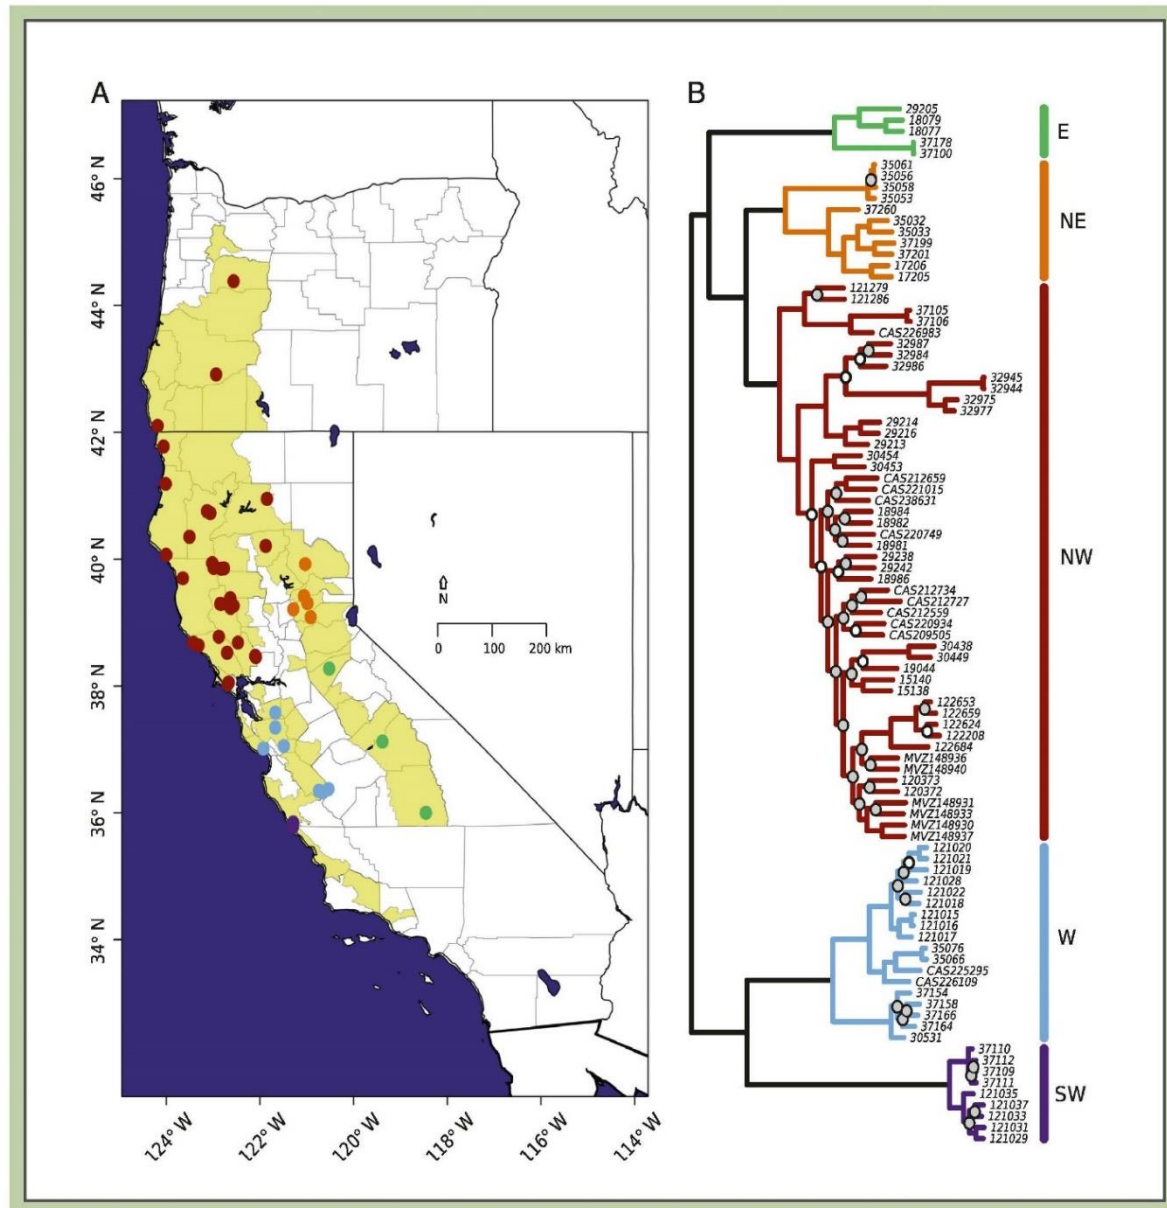 A
46° N
44° N
42° N
40° N
38° N
36° N
34° N
N
0 100 200 km
124° W
122° W
120° W
118° W
116° W
114° W
B
29205
18079
18077
37178
37100
E
35061
35056
35058
35053
37260
35032
35033
37199
37201
17206
17205
NE
121279
121286
37105
37106
CAS226983
32987
32984
32986
32945
32944
32975
32977
29214
29216
29213
30454
30453
CAS212659
CAS221015
CAS238631
18984
18982
CAS220749
18981
29238
29242
18986
CAS212734
CAS212727
CAS212559
CAS220934
CAS209505
30438
30449
19044
15140
15138
122653
122659
122624
122208
122684
MVZ148936
MVZ148940
120373
120372
MVZ148931
MVZ148933
MVZ148930
MVZ148937
NW
121020
121021
121019
121028
121022
121018
121015
121016
121017
35076
35066
CAS225295
CAS226109
37154
37158
37166
37164
30531
W
37110
37112
37109
37111
121035
121037
121033
121031
121029
SW